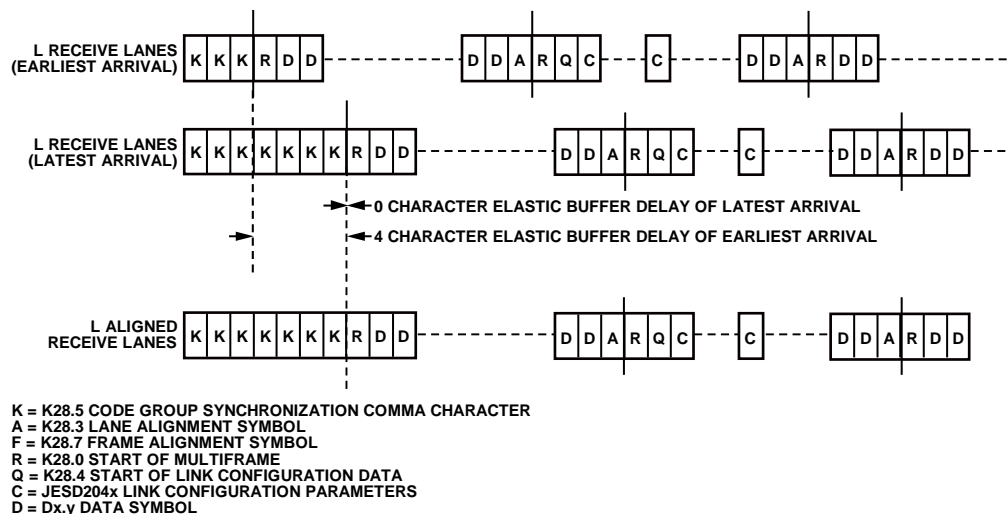 L RECEIVE LANES
(EARLIEST ARRIVAL)
K K K R D D
D D A R Q C
C
D D A R D D
L RECEIVE LANES
(LATEST ARRIVAL)
K K K K K K K R D D
D D A R Q C
C
D D A R D D
0 CHARACTER ELASTIC BUFFER DELAY OF LATEST ARRIVAL
4 CHARACTER ELASTIC BUFFER DELAY OF EARLIEST ARRIVAL
L ALIGNED
RECEIVE LANES
K K K K K K K R D D
D D A R Q C
C
D D A R D D
K = K28.5 CODE GROUP SYNCHRONIZATION COMMA CHARACTER
A = K28.3 LANE ALIGNMENT SYMBOL
F = K28.7 FRAME ALIGNMENT SYMBOL
R = K28.0 START OF MULTIFRAME
Q = K28.4 START OF LINK CONFIGURATION DATA
C = JESD204x LINK CONFIGURATION PARAMETERS
D = Dx.y DATA SYMBOL